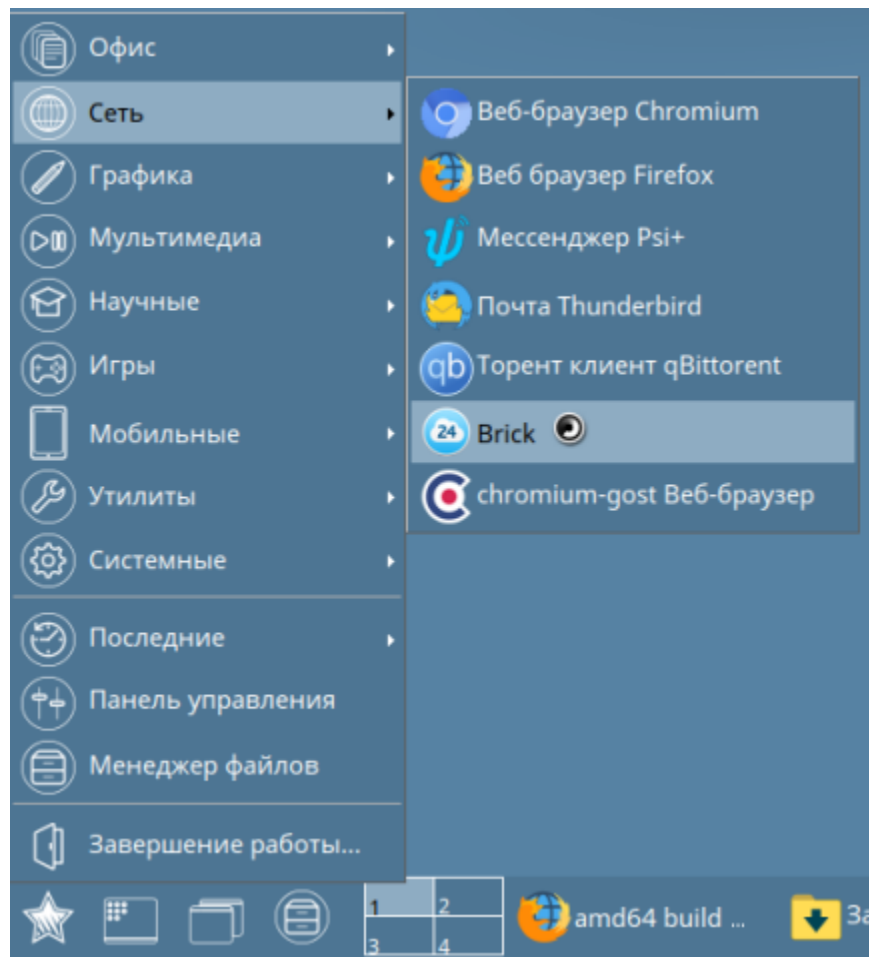 Офис
Сеть
Графика
Мультимедиа
Научные
Игры
Мобильные
Утилиты
Системные
Последние
Панель управления
Менеджер файлов
Завершение работы...
Веб-браузер Chromium
Веб браузер Firefox
Мессенджер Psi+
Почта Thunderbird
qb Торент клиент qBittorent
24 Brick
chromium-gost Веб-браузер
1 2
3 4
amd64 build ...